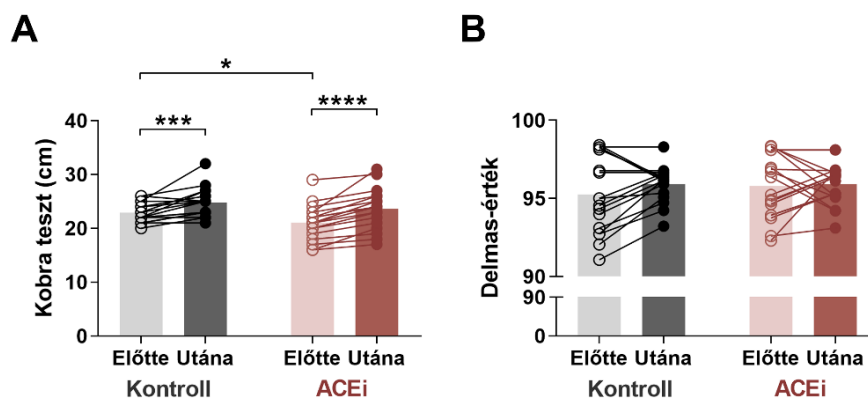 A
Kobra teszt (cm)
40
30
20
10
0
*
***
****
Előtte Utána Előtte Utána
Kontroll ACEi
B
Delmas-érték
100
95
90
90
0
Előtte Utána Előtte Utána
Kontroll ACEi